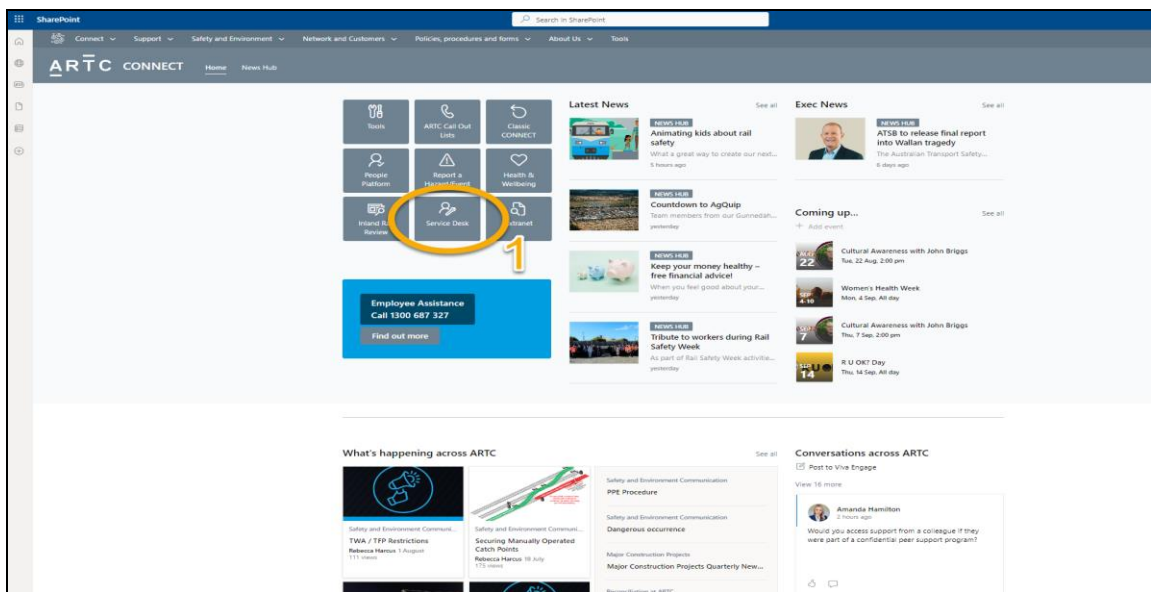 SharePoint
Search in SharePoint
Connect
Support
Safety and Environment
Network and Customers
Policies, procedures and forms
About Us
Tools
ARTC CONNECT
Home
News Hub
Tools
ARTC Call Out
Lists
Classic
CONNECT
People
Platform
Report a
Hazard/Event
Health &
Wellbeing
Inland
Review
Service Desk
1
Employee Assistance
Call 1300 687 327
Find out more
Latest News
See all
NEWS HUB
Animating kids about rail
safety
What a great way to create our next...
5 hours ago
NEWS HUB
Countdown to AgQuip
Team members from our Gunnedah...
yesterday
NEWS HUB
Keep your money healthy –
free financial advice!
When you feel good about your...
yesterday
NEWS HUB
Tribute to workers during Rail
Safety Week
As part of Rail Safety Week activitie...
yesterday
Exec News
See all
NEWS HUB
ATSB to release final report
into Wallan tragedy
The Australian Transport Safety...
6 days ago
Coming up...
See all
+ Add event
AUG
22
Cultural Awareness with John Briggs
Tue, 22 Aug, 2:00 pm
SEP
4-10
Women's Health Week
Mon, 4 Sep, All day
SEP
7
Cultural Awareness with John Briggs
Thu, 7 Sep, 2:00 pm
SEP
14
R U OK? Day
Thu, 14 Sep, All day
What's happening across ARTC
See all
Safety and Environment Communi...
TWA / TFP Restrictions
Rebecca Harcus 1 August
111 views
Safety and Environment Communi...
Securing Manually Operated
Catch Points
Rebecca Harcus 18 July
175 views
Safety and Environment Communication
PPE Procedure
Safety and Environment Communication
Dangerous occurrence
Major Construction Projects
Major Construction Projects Quarterly New...
Conversations across ARTC
Post to Viva Engage
View 16 more
Amanda Hamilton
2 hours ago
Would you access support from a colleague if they
were part of a confidential peer support program?